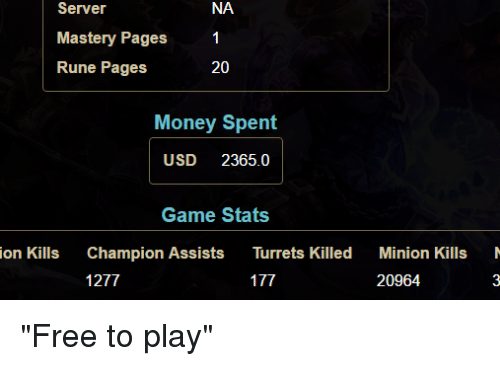 Server NA
Mastery Pages 1
Rune Pages 20
Money Spent
USD 2365.0
Game Stats
ion Kills Champion Assists Turrets Killed Minion Kills
1277 177 20964 3
"Free to play"